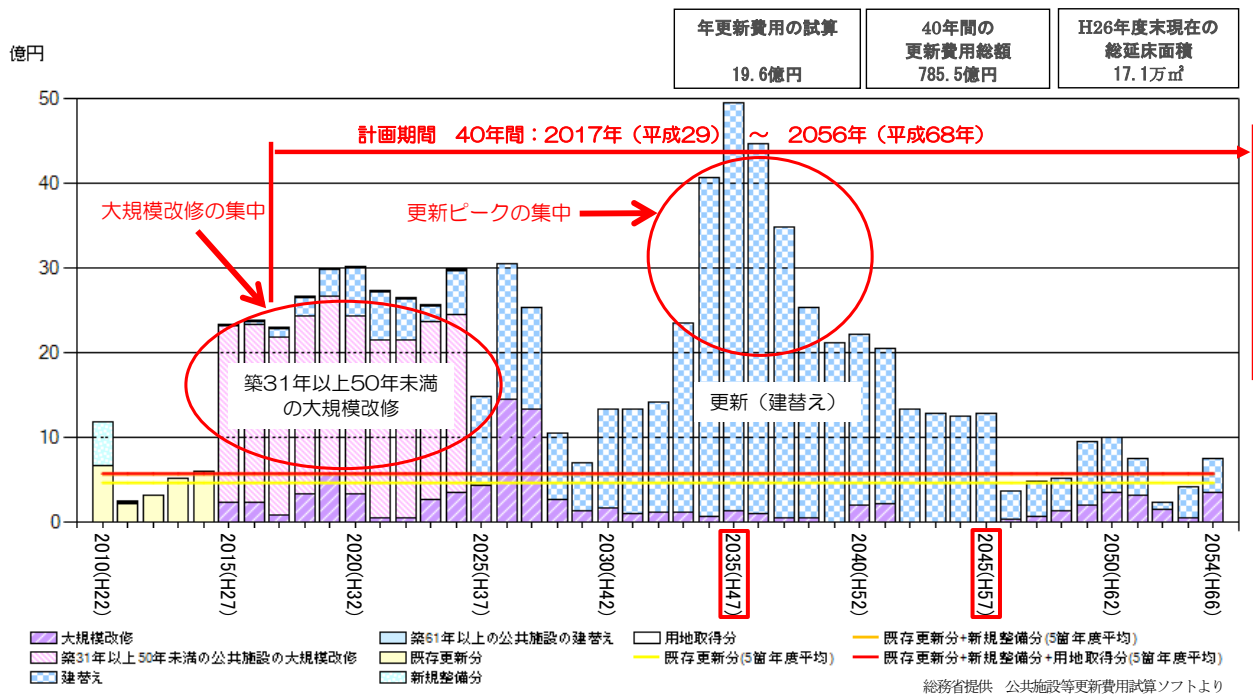 年更新費用の試算
19.6億円
40年間の
更新費用総額
785.5億円
H26年度末現在の
総延床面積
17.1万㎡
億円
50
40
30
20
10
0
計画期間　40年間：2017年（平成29）　～　2056年（平成68年）
大規模改修の集中
更新ピークの集中
築31年以上50年未満
の大規模改修
更新（建替え）
2010(H22)
2015(H27)
2020(H32)
2025(H37)
2030(H42)
2035(H47)
2040(H52)
2045(H57)
2050(H62)
2054(H66)
大規模改修
築31年以上50年未満の公共施設の大規模改修
建替え
築61年以上の公共施設の建替え
既存更新分
新規整備分
用地取得分
既存更新分(5箇年度平均)
既存更新分+新規整備分(5箇年度平均)
既存更新分+新規整備分+用地取得分(5箇年度平均)
総務省提供　公共施設等更新費用試算ソフトより